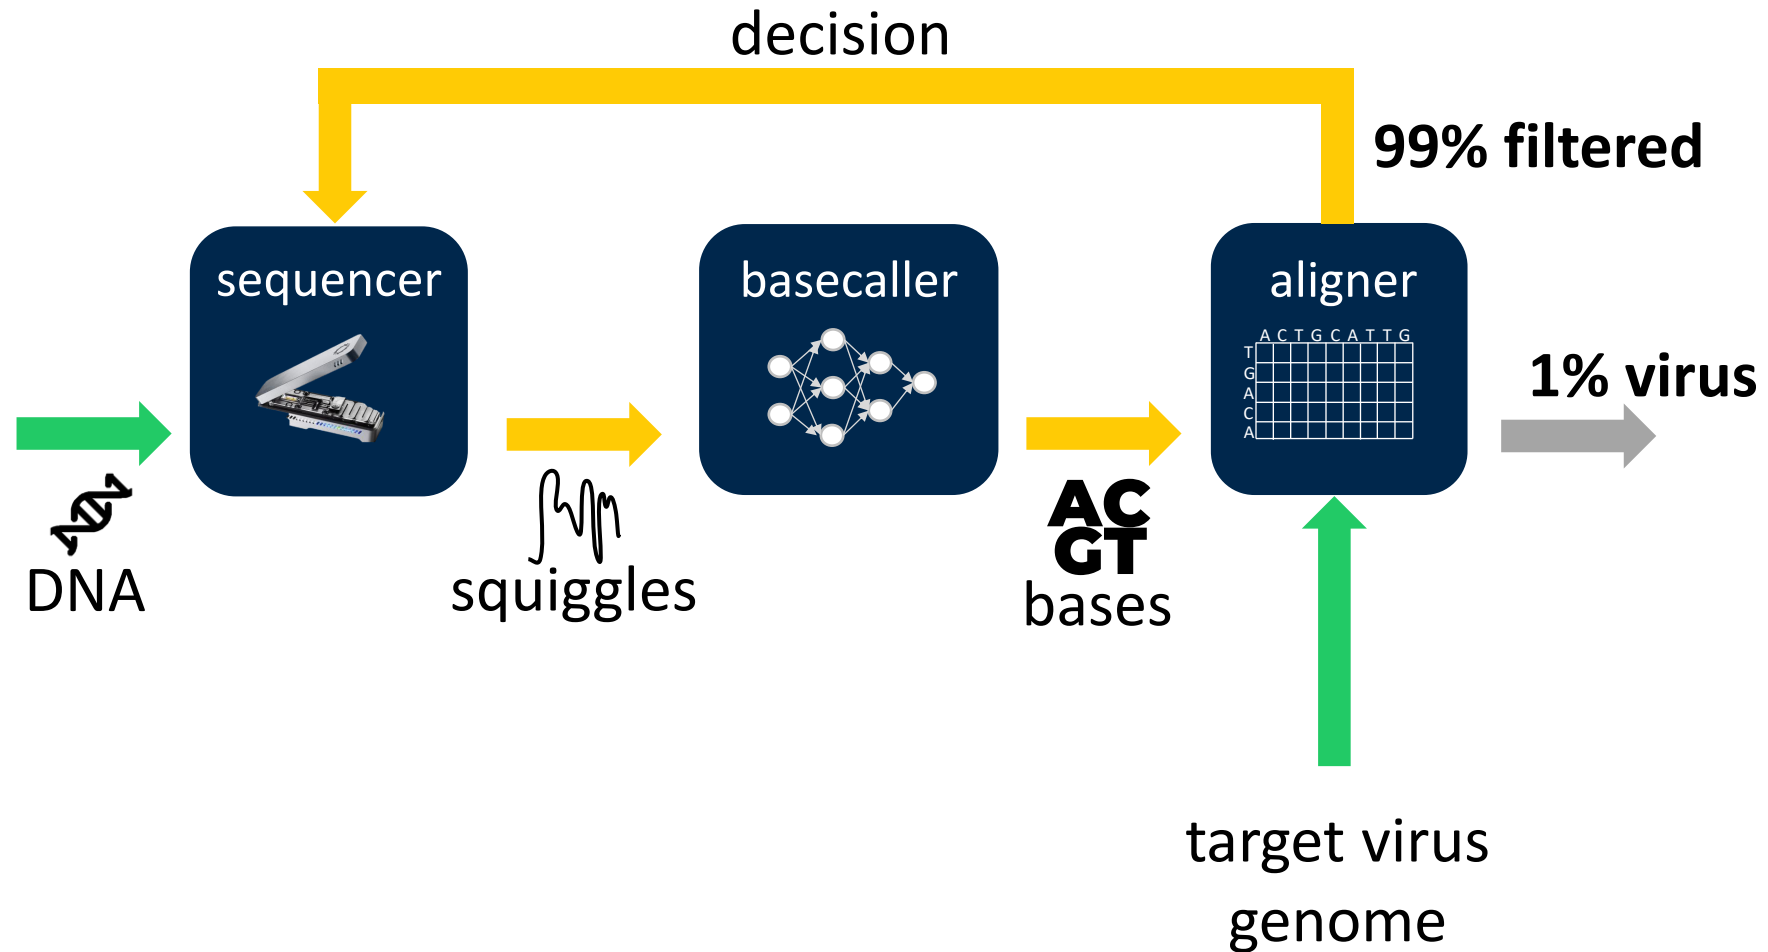 decision
99% filtered
sequencer
basecaller
aligner
A C T G C A T T G
T
G
A
C
A
1% virus
DNA
squiggles
AC
GT
bases
target virus
genome